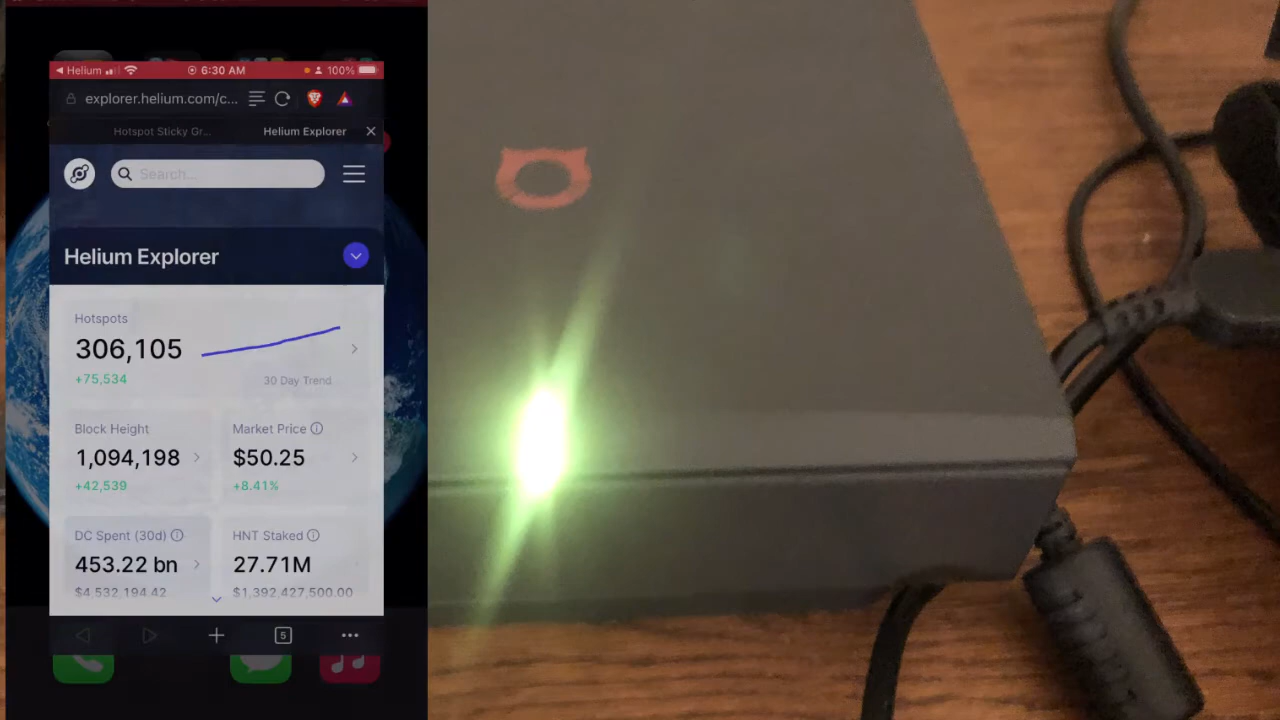 Helium
6:30 AM
100%
explorer.helium.com/c...
Hotspot Sticky Gr...
Helium Explorer
Search...
Helium Explorer
Hotspots
306,105
+75,534
30 Day Trend
Block Height
Market Price
1,094,198
$50.25
+42,539
+8.41%
DC Spent (30d)
HNT Staked
453.22 bn
27.71M
$4,532,194.42
$1,392,427,500.00
5